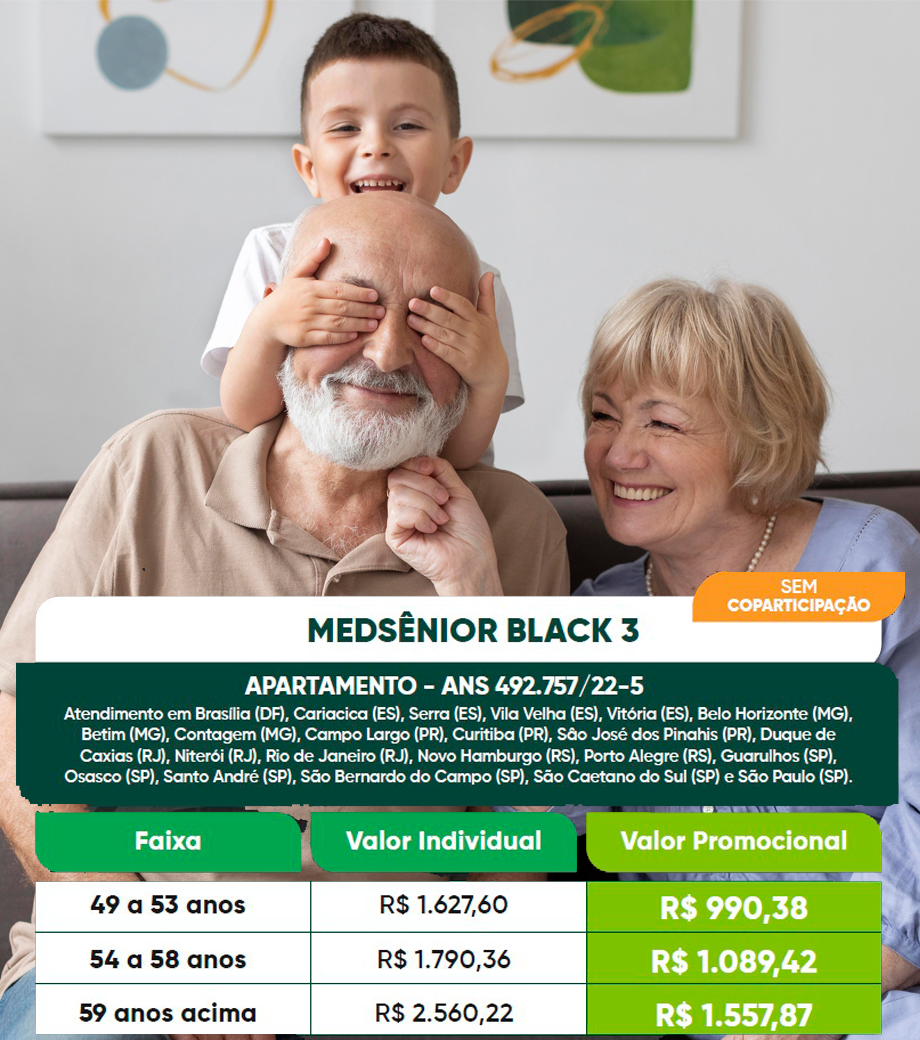 SEM
COPARTICIPAÇÃO
MEDSÊNIOR BLACK 3
APARTAMENTO - ANS 492.757/22-5
Atendimento em Brasília (DF), Cariacica (ES), Serra (ES), Vila Velha (ES), Vitória (ES), Belo Horizonte (MG),
Betim (MG), Contagem (MG), Campo Largo (PR), Curitiba (PR), Sâo José dos Pinahis (PR), Duque de
Caxias (RJ), Niterói (RJ), Rio de Janeiro (RJ), Novo Hamburgo (RS), Porto Alegre (RS), Guarulhos (SP),
Osasco (SP), Santo André (SP), São Bernardo do Campo (SP), São Caetano do Sul (SP) e São Paulo (SP).
Faixa Valor Individual Valor Promocional
49 a 53 anos R$ 1.627,60 R$ 990,38
54 a 58 anos R$ 1.790,36 R$ 1.089,42
59 anos acima R$ 2.560,22 R$ 1.557,87